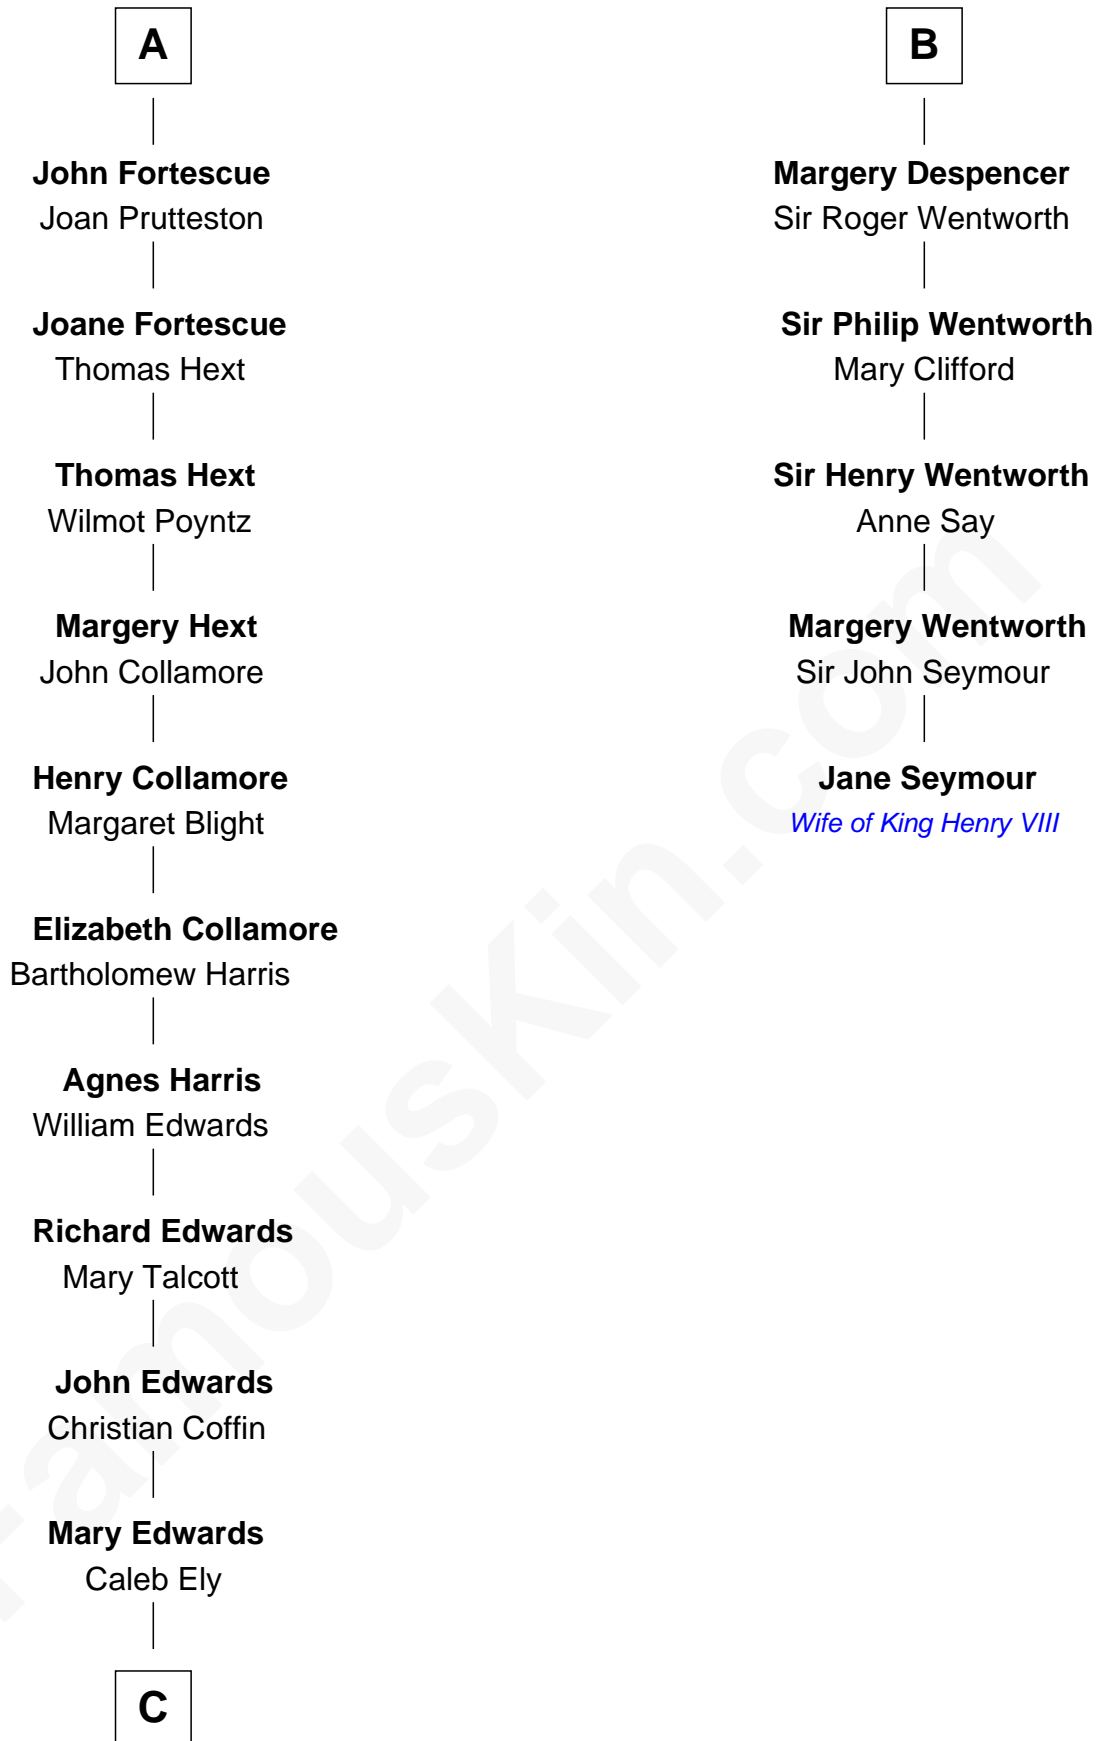 A
John Fortescue
Joan Prutteston
Joane Fortescue
Thomas Hext
Thomas Hext
Wilmot Poyntz
Margery Hext
John Collamore
Henry Collamore
Margaret Blight
Elizabeth Collamore
Bartholomew Harris
Agnes Harris
William Edwards
Richard Edwards
Mary Talcott
John Edwards
Christian Coffin
Mary Edwards
Caleb Ely
C
B
Margery Despencer
Sir Roger Wentworth
Sir Philip Wentworth
Mary Clifford
Sir Henry Wentworth
Anne Say
Margery Wentworth
Sir John Seymour
Jane Seymour
Wife of King Henry VIII
FamousKin.com